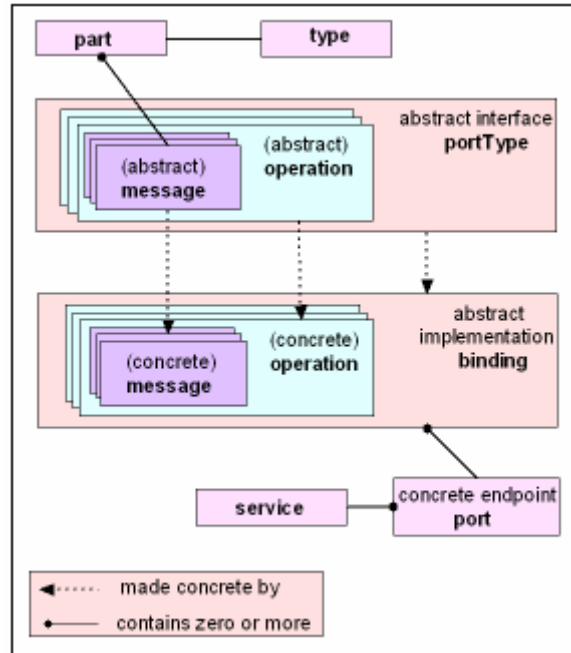 part
type
abstract interface
portType
(abstract)
operation
(abstract)
message
abstract
implementation
binding
(concrete)
operation
(concrete)
message
concrete endpoint
port
service
made concrete by
contains zero or more